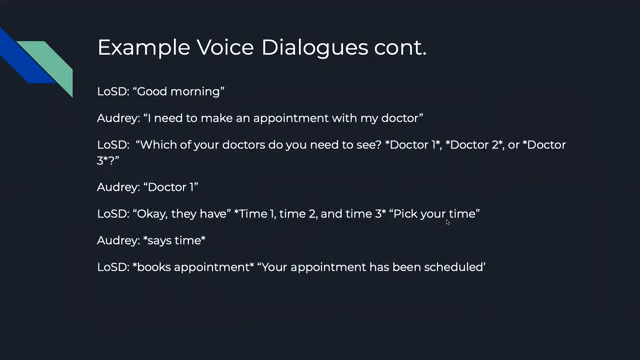 Example Voice Dialogues cont.
LoSD: “Good morning”
Audrey: “I need to make an appointment with my doctor”
LoSD:  “Which of your doctors do you need to see? *Doctor 1*, *Doctor 2*, or *Doctor
3*?”
Audrey: “Doctor 1”
LoSD: “Okay, they have” *Time 1, time 2, and time 3* “Pick your time”
Audrey: *says time*
LoSD: *books appointment* “Your appointment has been scheduled’